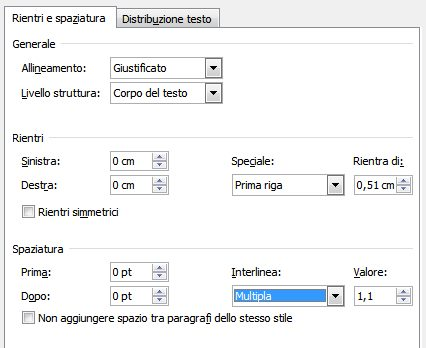 Rientri e spaziatura Distribuzione testo
Generale
Allineamento: Giustificato
Livello struttura: Corpo del testo
Rientri
Sinistra: 0 cm Speciale: Rientra di:
Destra: 0 cm Prima riga 0,51 cm
Rientri simmetrici
Spaziatura
Prima: 0 pt Interlinea: Valore:
Dopo: 0 pt Multipla 1,1
Non aggiungere spazio tra paragrafi dello stesso stile